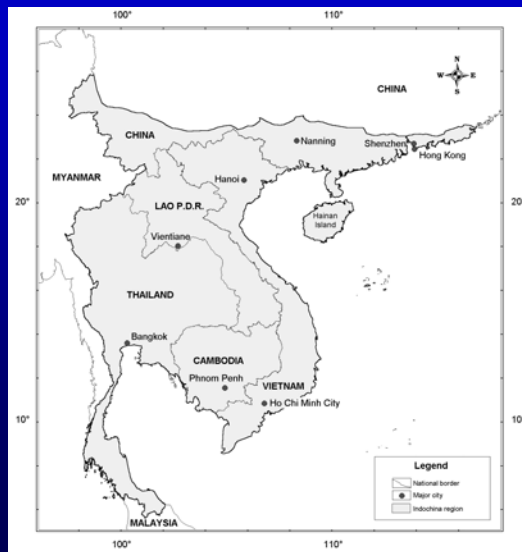 100°
110°
N
W E
S
CHINA
CHINA
Nanning
Shenzhen
Hong Kong
MYANMAR
Hanoi
20°
20
LAO P.D.R.
Hainan
Island
Vientiane
THAILAND
Bangkok
CAMBODIA
Phnom Penh
VIETNAM
Ho Chi Minh City
10°
10
Legend
National border
Major city
Indochina region
MALAYSIA
100°
110°